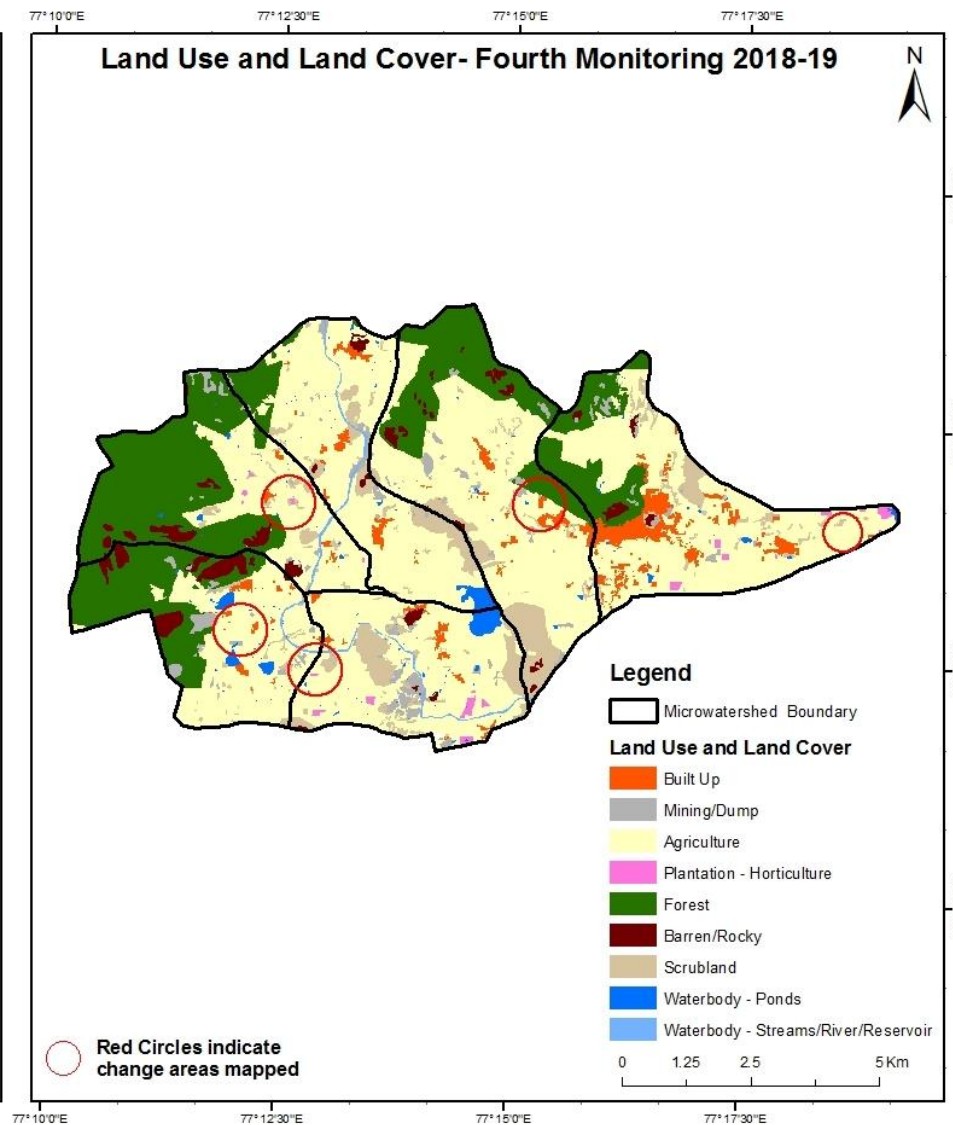 77°10'0"E 77°12'30"E 77°15'0"E 77°17'30"E
Land Use and Land Cover- Fourth Monitoring 2018-19
N
Legend
Microwatershed Boundary
Land Use and Land Cover
Built Up
Mining/Dump
Agriculture
Plantation - Horticulture
Forest
Barren/Rocky
Scrubland
Waterbody - Ponds
Waterbody - Streams/River/Reservoir
0 1.25 2.5 5 Km
Red Circles indicate
change areas mapped
77°10'0"E 77°12'30"E 77°15'0"E 77°17'30"E